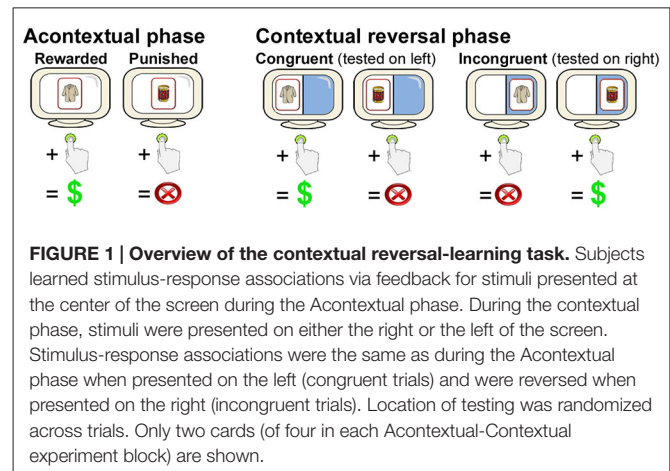 Acontextual phase
Rewarded Punished
Contextual reversal phase
Congruent (tested on left) Incongruent (tested on right)
+ + + + + +
= $ = = $ = = = $
FIGURE 1 | Overview of the contextual reversal-learning task. Subjects
learned stimulus-response associations via feedback for stimuli presented at
the center of the screen during the Acontextual phase. During the contextual
phase, stimuli were presented on either the right or the left of the screen.
Stimulus-response associations were the same as during the Acontextual
phase when presented on the left (congruent trials) and were reversed when
presented on the right (incongruent trials). Location of testing was randomized
across trials. Only two cards (of four in each Acontextual-Contextual
experiment block) are shown.